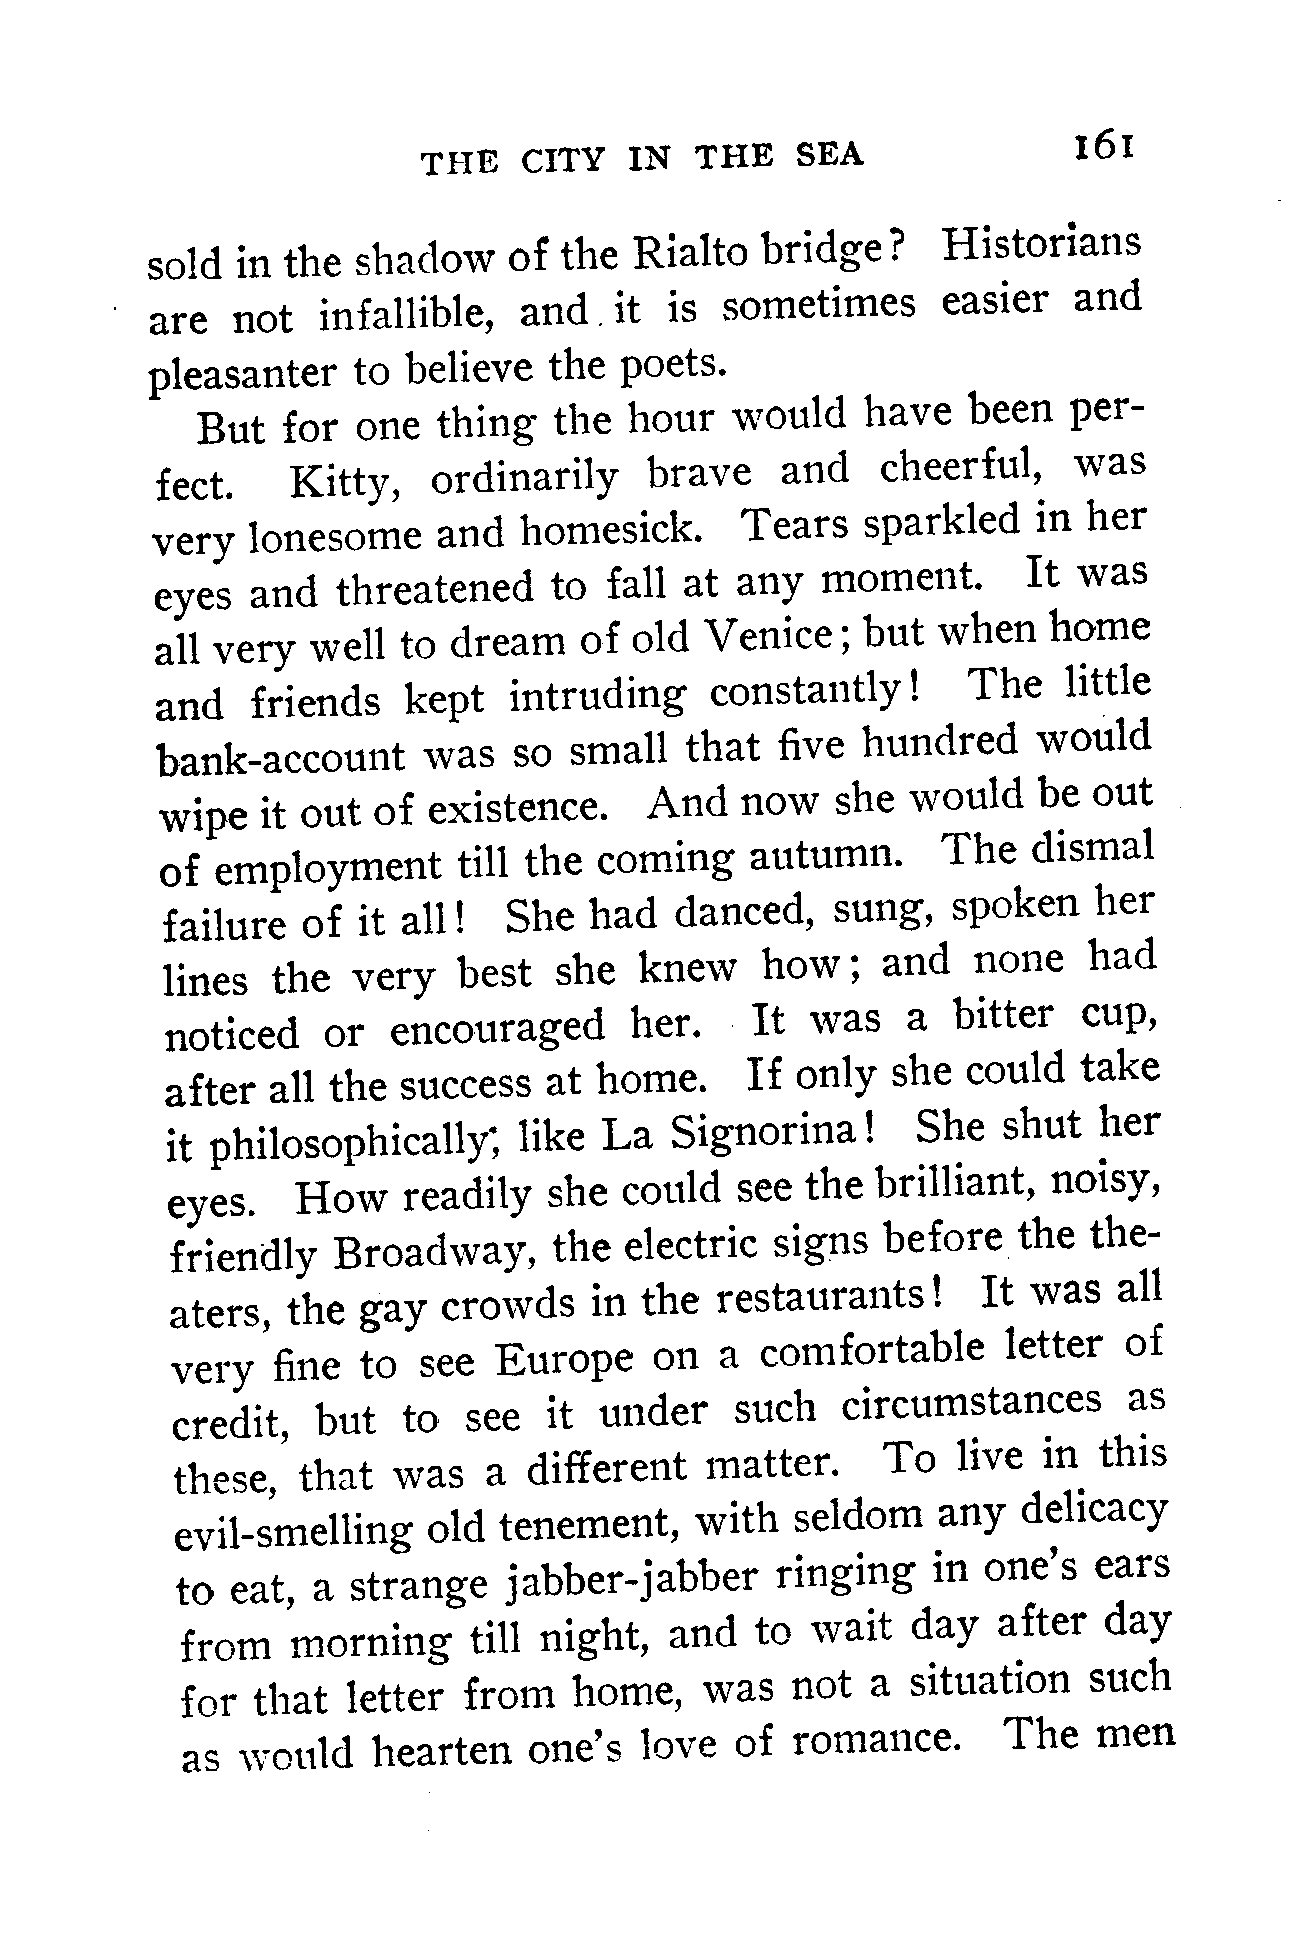 THE CITY IN THE SEA 161
sold in the shadow of the Rialto bridge? Historians
are not infallible, and it is sometimes easier and
pleasanter to believe the poets.
But for one thing the hour would have been per-
fect. Kitty, ordinarily brave and cheerful, was
very lonesome and homesick. Tears sparkled in her
eyes and threatened to fall at any moment. It was
all very well to dream of old Venice; but when home
and friends kept intruding constantly! The little
bank-account was so small that five hundred would
wipe it out of existence. And now she would be out
of employment till the coming autumn. The dismal
failure of it all! She had danced, sung, spoken her
lines the very best she knew how; and none had
noticed or encouraged her. It was a bitter cup,
after all the success at home. If only she could take
it philosophically, like La Signorina! She shut her
eyes. How readily she could see the brilliant, noisy,
friendly Broadway, the electric signs before the the-
aters, the gay crowds in the restaurants! It was all
very fine to see Europe on a comfortable letter of
credit, but to see it under such circumstances as
these, that was a different matter. To live in this
evil-smelling old tenement, with seldom any delicacy
to eat, a strange jabber-jabber ringing in one's ears
from morning till night, and to wait day after day
for that letter from home, was not a situation such
as would hearten one's love of romance. The men